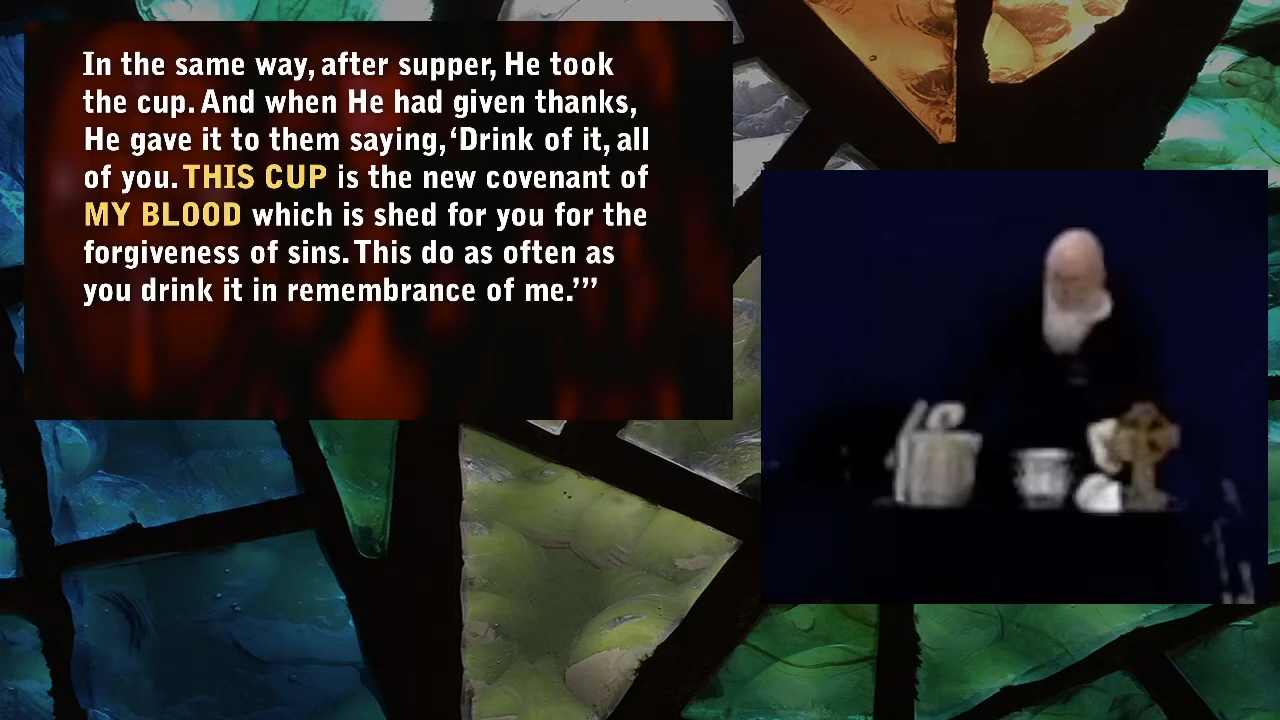 In the same way, after supper, He took
the cup. And when He had given thanks,
He gave it to them saying, ‘Drink of it, all
of you. THIS CUP is the new covenant of
MY BLOOD which is shed for you for the
forgiveness of sins. This do as often as
you drink it in remembrance of me.’”